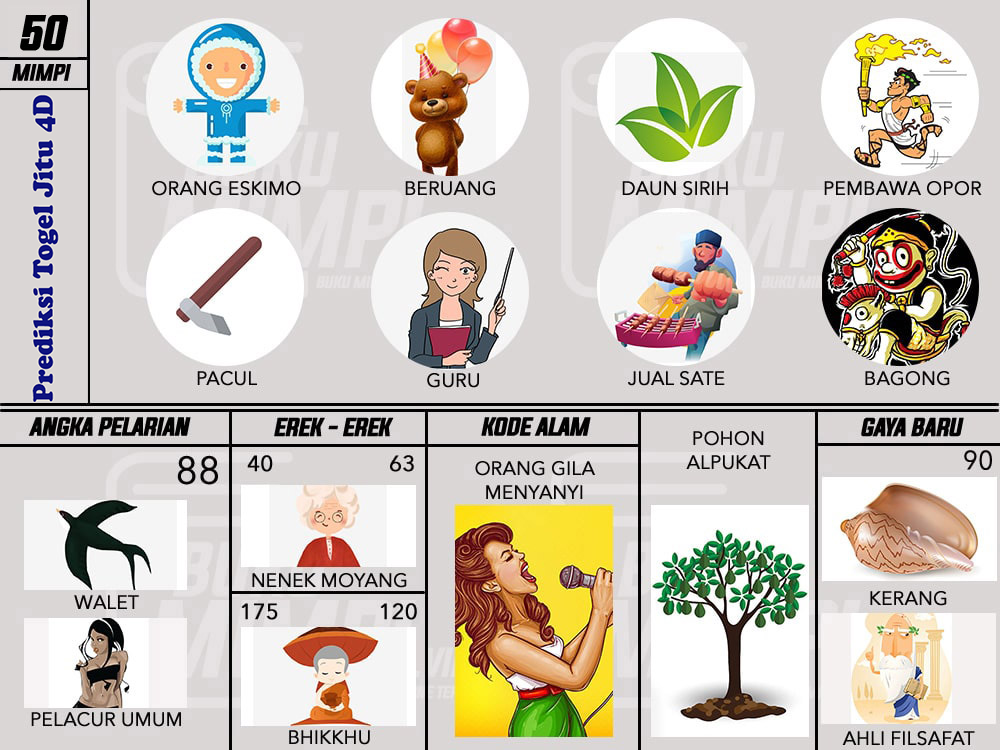 50
MIMPI
Prediksi Togel Jitu 4D
ORANG ESKIMO
BERUANG
DAUN SIRIH
PEMBAWA OPOR
PACUL
GURU
JUAL SATE
BAGONG
ANGKA PELARIAN
88
WALET
PELACUR UMUM
EREK - EREK
40 63
NENEK MOYANG
175 120
BHIKKHU
KODE ALAM
ORANG GILA
MENYANYI
POHON
ALPUKAT
GAYA BARU
90
KERANG
AHLI FILSAFAT